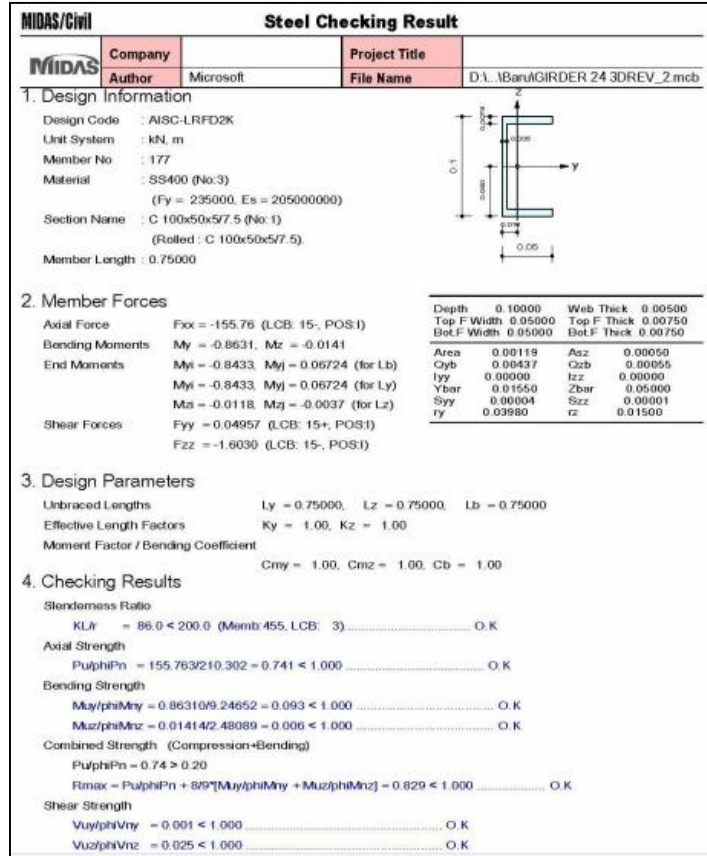 MIDAS/Civil Steel Checking Result
MIDAS Company Project Title
Author Microsoft File Name D:\...\Baru\GIRDER 24 3DREV_2.mcb
1. Design Information
Design Code : AISC-LRFD2K
Unit System : kN, m
Member No : 177
Material : SS400 (No:3)
(Fy = 235000, Es = 205000000)
Section Name : C 100x50x5/7.5 (No:1)
(Rolled : C 100x50x5/7.5).
Member Length : 0.75000
z
y
0.1
0.005
0.05
2. Member Forces
Axial Force Fxx = -155.76 (LCB: 15-, POS:I)
Bending Moments My = -0.8631, Mz = -0.0141
End Moments Myi = -0.8433, Myj = 0.06724 (for Lb)
Myi = -0.8433, Myj = 0.06724 (for Ly)
Mzi = -0.0118, Mzj = -0.0037 (for Lz)
Shear Forces Fyy = 0.04957 (LCB: 15+, POS:I)
Fzz = -1.6030 (LCB: 15-, POS:I)
Depth 0.10000 Web Thick 0.00500
Top F Width 0.05000 Top F Thick 0.00750
Bot.F Width 0.05000 Bot.F Thick 0.00750
Area 0.00119 Asz 0.00050
Qyb 0.00437 Qzb 0.00055
Iyy 0.00000 Izz 0.00000
Ybar 0.01550 Zbar 0.05000
Syy 0.00004 Szz 0.00001
ry 0.03980 rz 0.01500
3. Design Parameters
Unbraced Lengths Ly = 0.75000, Lz = 0.75000, Lb = 0.75000
Effective Length Factors Ky = 1.00, Kz = 1.00
Moment Factor / Bending Coefficient
Cmy = 1.00, Cmz = 1.00, Cb = 1.00
4. Checking Results
Slenderness Ratio
KL/r = 86.0 < 200.0 (Memb:455, LCB: 3)........................... O.K
Axial Strength
Pu/phiPn = 155.763/210.302 = 0.741 < 1.000 ........................... O.K
Bending Strength
Muy/phiMny = 0.86310/9.24652 = 0.093 < 1.000 ........................... O.K
Muz/phiMnz = 0.01414/2.48089 = 0.006 < 1.000 ........................... O.K
Combined Strength (Compression+Bending)
Pu/phiPn = 0.74 > 0.20
Rmax = Pu/phiPn + 8/9*[Muy/phiMny + Muz/phiMnz] = 0.829 < 1.000 ................. O.K
Shear Strength
Vuy/phiVny = 0.001 < 1.000 ........................... O.K
Vuz/phiVnz = 0.025 < 1.000 ........................... O.K